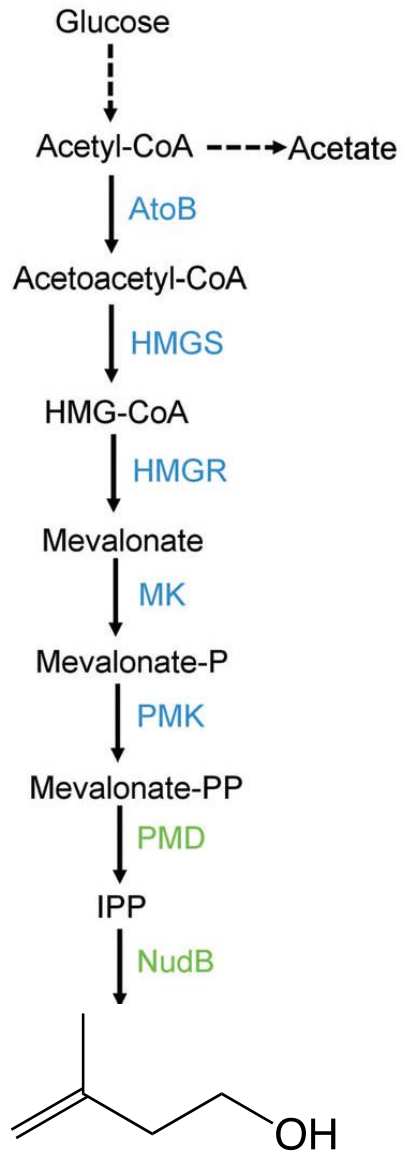 Glucose
Acetyl-CoA Acetate
AtoB
Acetoacetyl-CoA
HMGS
HMG-CoA
HMGR
Mevalonate
MK
Mevalonate-P
PMK
Mevalonate-PP
PMD
IPP
NudB
OH